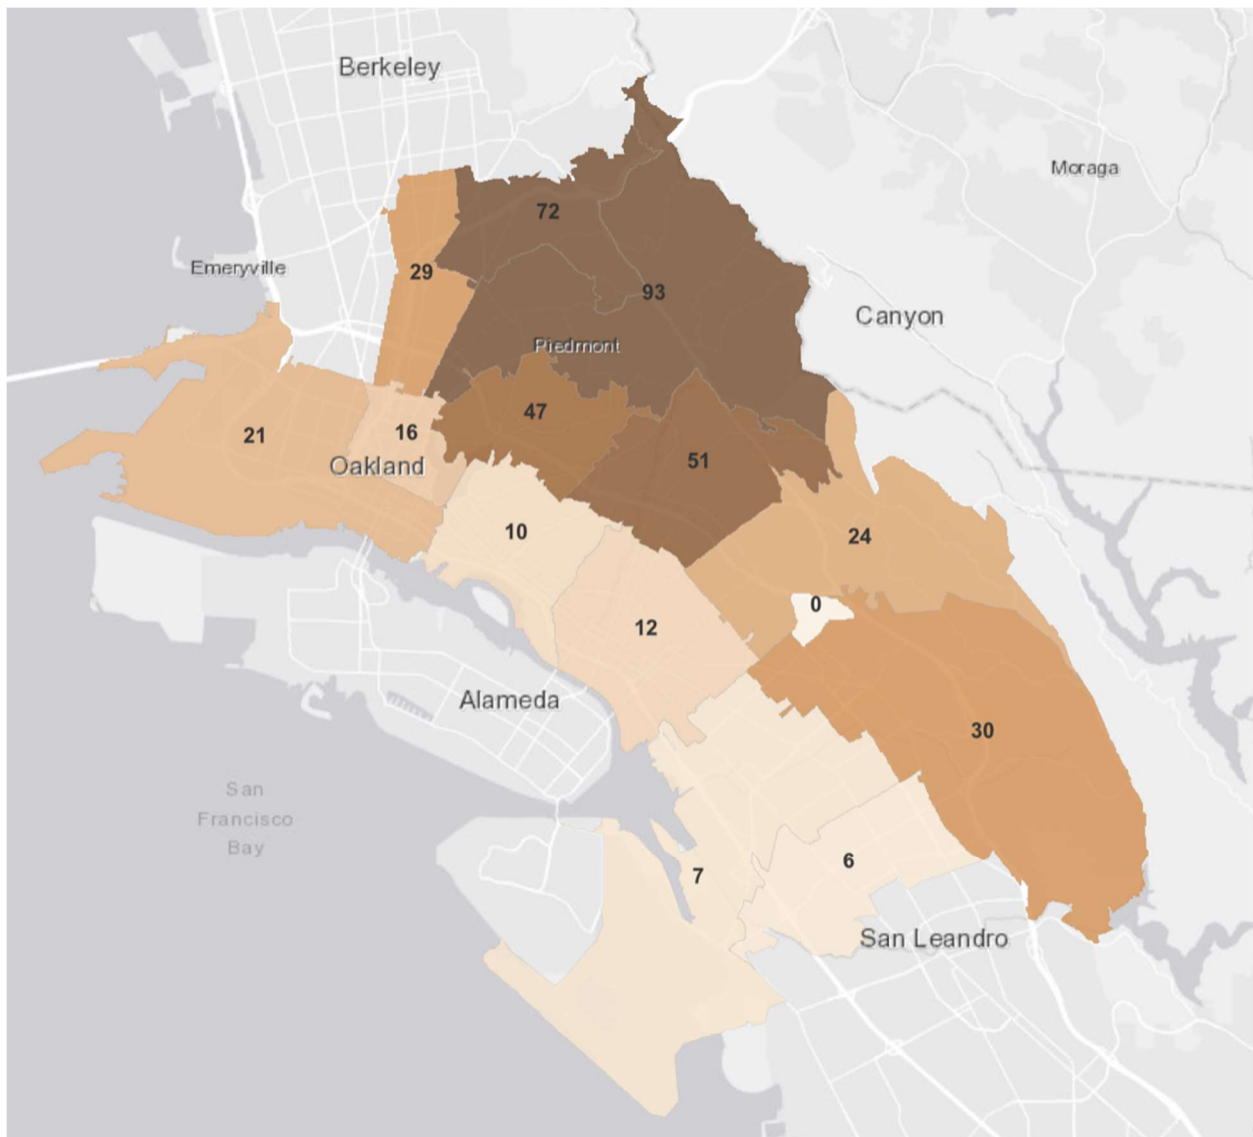 Berkeley
Moraga
72
Emeryville
29
93
Canyon
Piedmont
47
21
16
51
Oakland
10
24
0
12
Alameda
30
San
Francisco
Bay
6
7
San Leandro